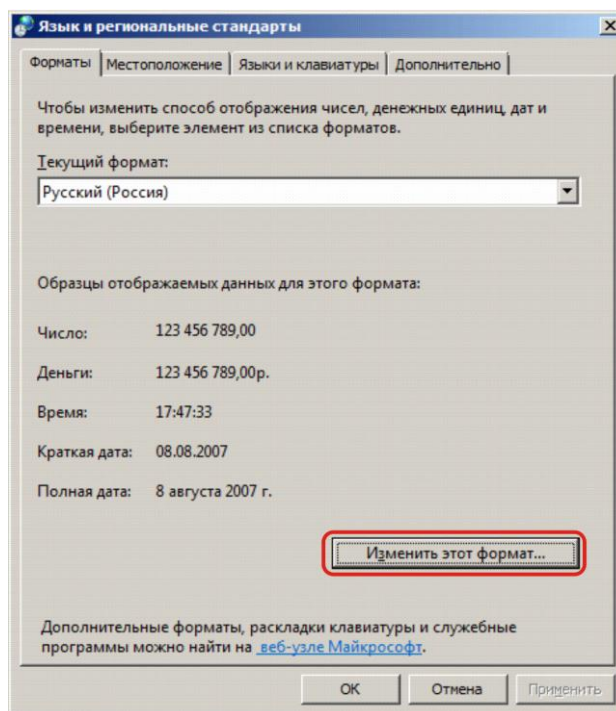 Язык и региональные стандарты
Форматы Местоположение Языки и клавиатуры Дополнительно
Чтобы изменить способ отображения чисел, денежных единиц, дат и
времени, выберите элемент из списка форматов.
Текущий формат:
Русский (Россия)
Образцы отображаемых данных для этого формата:
Число: 123 456 789,00
Деньги: 123 456 789,00р.
Время: 17:47:33
Краткая дата: 08.08.2007
Полная дата: 8 августа 2007 г.
Изменить этот формат...
Дополнительные форматы, раскладки клавиатуры и служебные
программы можно найти на веб-узле Майкрософт.
ОК Отмена Применить